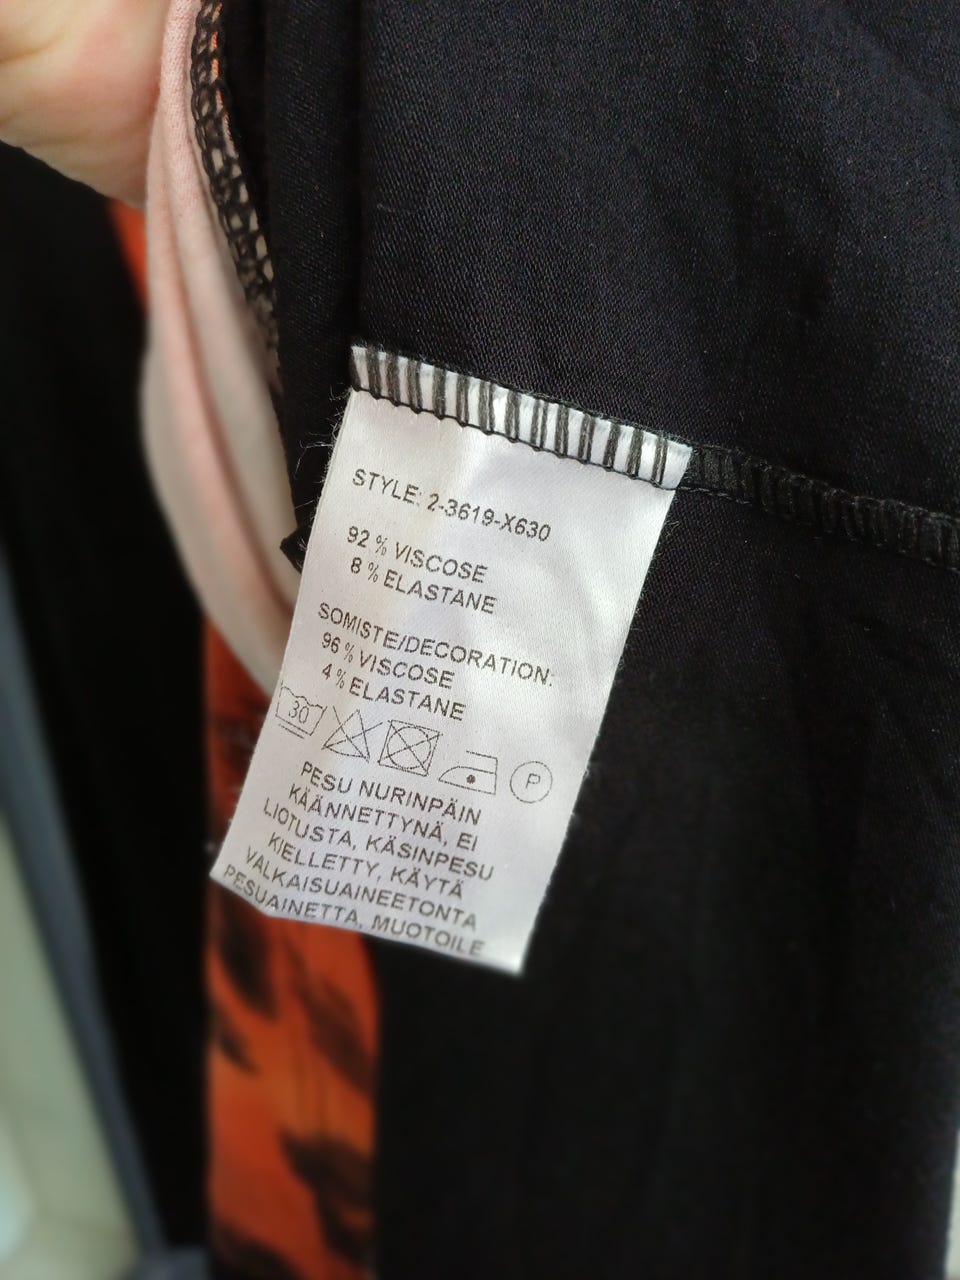 STYLE: 2-3619-X630
92 % VISCOSE
8 % ELASTANE
SOMISTE/DECORATION:
96 % VISCOSE
4 % ELASTANE
30
P
PESU NURINPÄIN
KÄÄNNETTYNÄ, EI
LIOTUSTA, KÄSINPESU
KIELLETTY, KÄYTÄ
VALKAISUAINEETONTA
PESUAINETTA, MUOTOILE